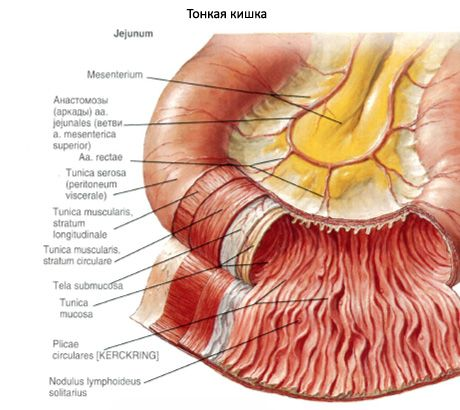 Тонкая кишка
Jejunum
Mesenterium
Анастомозы
(аркады) aa.
jejunales (ветви
a. mesenterica
superior)
Aa. rectae
Tunica serosa
(peritoneum
viscerale)
Tunica muscularis,
stratum
longitudinale
Tunica muscularis,
stratum circulare
Tela submucosa
Tunica
mucosa
Plicae
circulares [KERCKRING]
Nodulus lymphoideus
solitarius